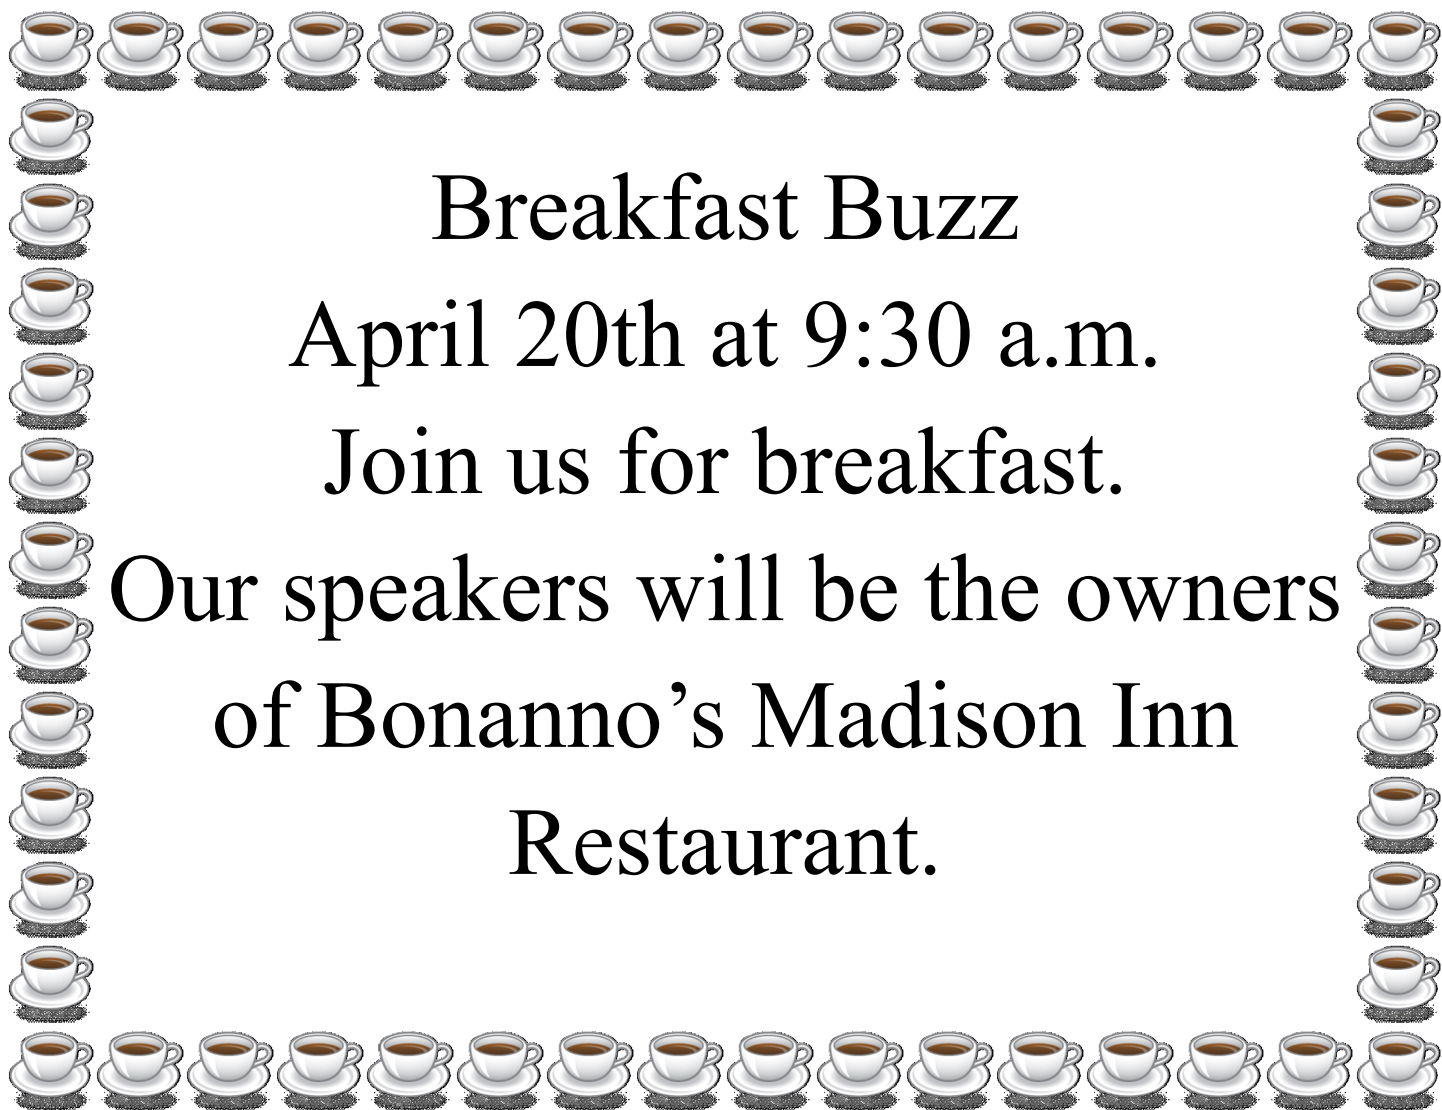 Breakfast Buzz
April 20th at 9:30 a.m.
Join us for breakfast.
Our speakers will be the owners
of Bonanno’s Madison Inn
Restaurant.